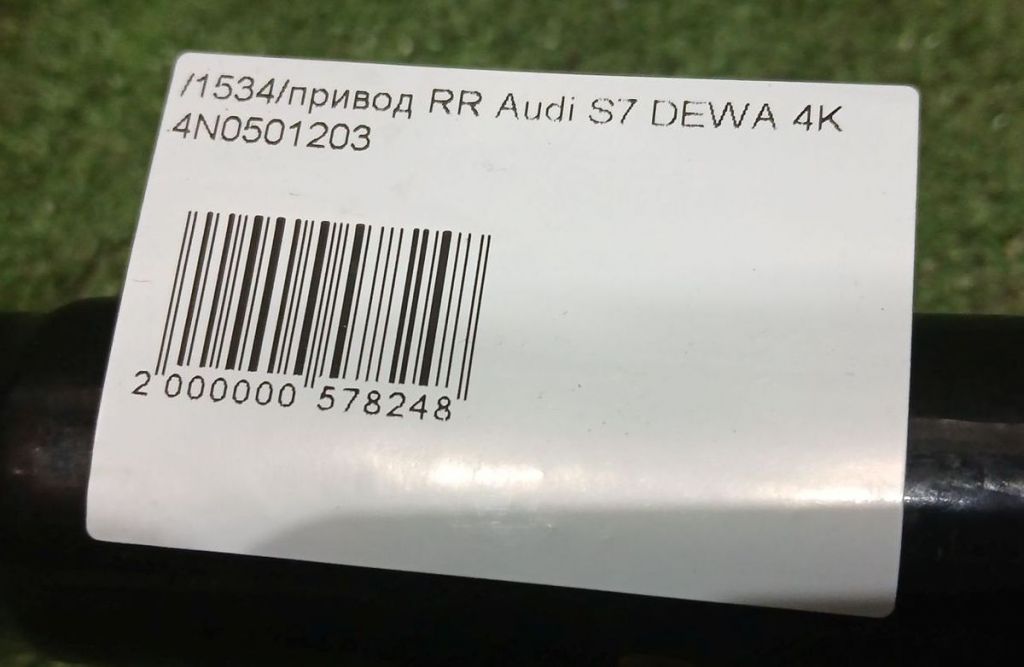 /1534/привод RR Audi S7 DEWA 4K
4N0501203
2 000000 578248